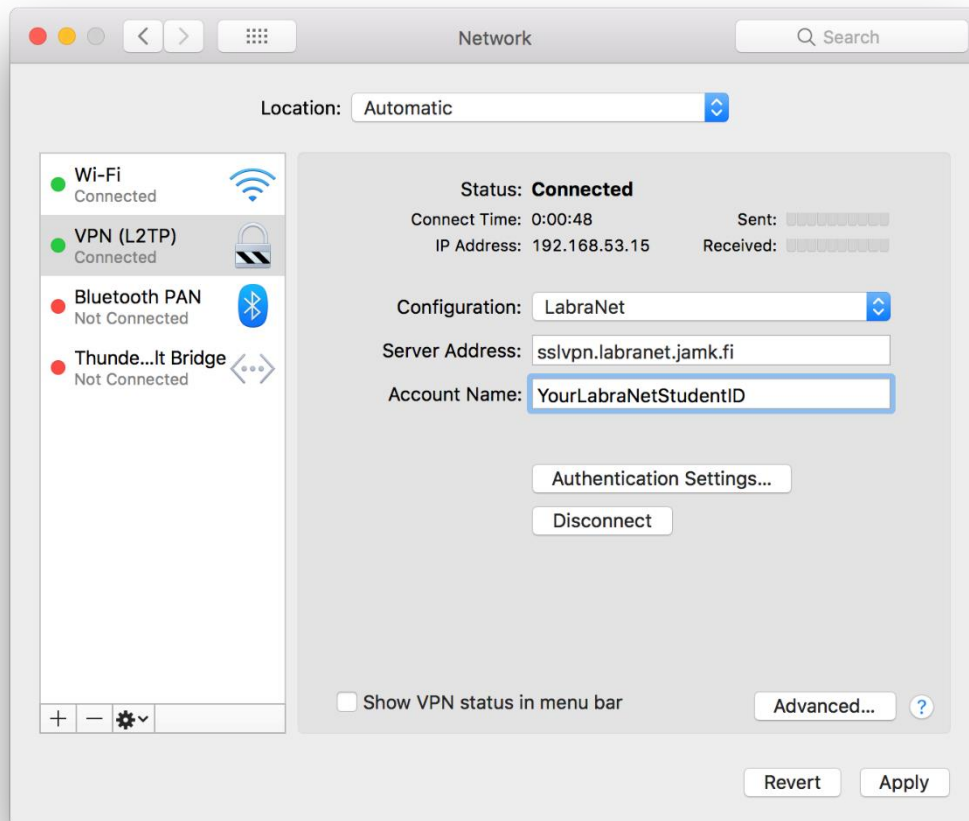 Network
Search
Location: Automatic
Wi-Fi
Connected
VPN (L2TP)
Connected
Bluetooth PAN
Not Connected
Thunde...lt Bridge
Not Connected
Status: Connected
Connect Time: 0:00:48 Sent:
IP Address: 192.168.53.15 Received:
Configuration: LabraNet
Server Address: sslvpn.labranet.jamk.fi
Account Name: YourLabraNetStudentID
Authentication Settings...
Disconnect
Show VPN status in menu bar
Advanced... ?
Revert Apply